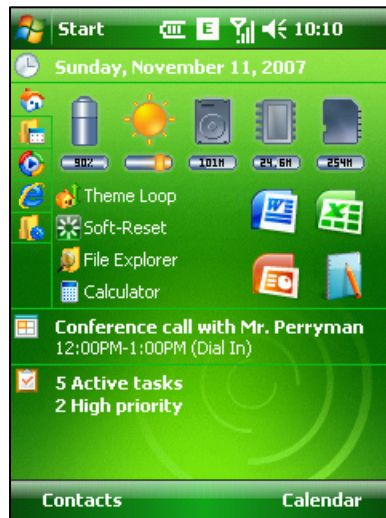 Start E 10:10
Sunday, November 11, 2007
90% 101M 24,6M 254M
Theme Loop
Soft-Reset
File Explorer
Calculator
Conference call with Mr. Perryman
12:00PM-1:00PM (Dial In)
5 Active tasks
2 High priority
Contacts Calendar